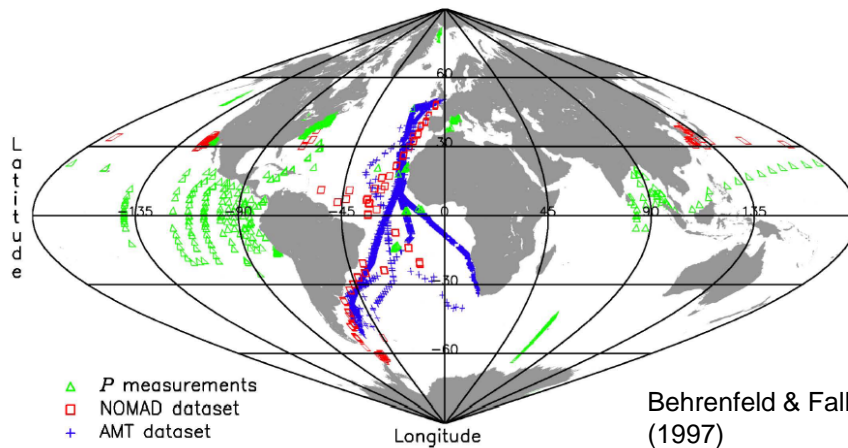 60
30
Latitude
-135
-90
-45
0
45
90
135
-30
-60
P measurements
NOMAD dataset
AMT dataset
Longitude
Behrenfeld & Fall
(1997)